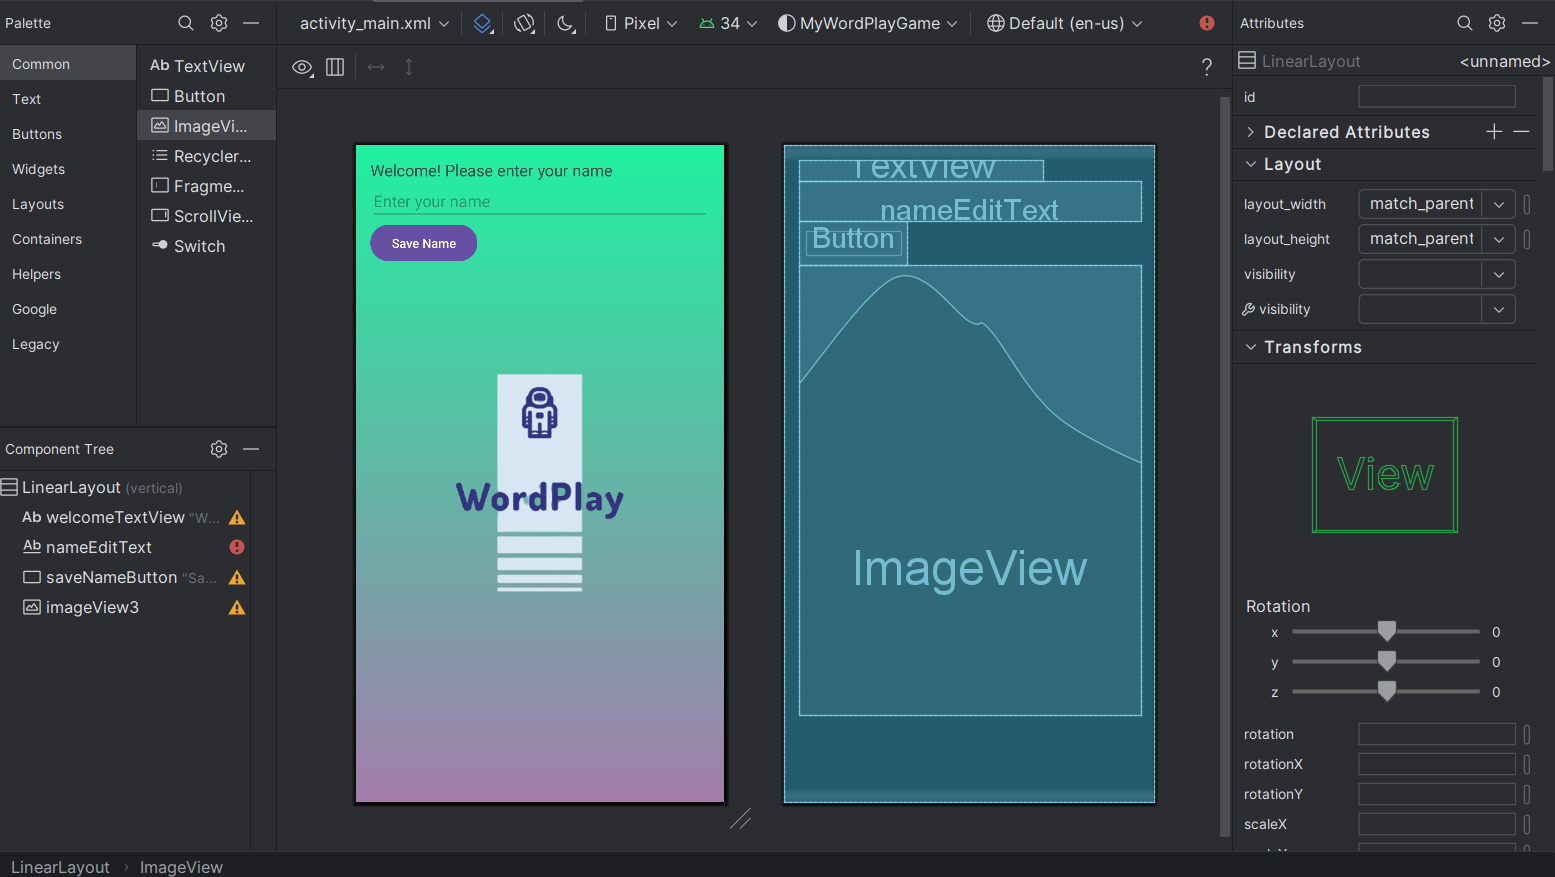 Palette
activity_main.xml
Pixel
34
MyWordPlayGame
Default (en-us)
Attributes
Common
Text
Buttons
Widgets
Layouts
Containers
Helpers
Google
Legacy
Ab TextView
Button
ImageVi...
Recycler...
Fragme...
ScrollVie...
Switch
?
Component Tree
LinearLayout (vertical)
Ab welcomeTextView "W...
Ab nameEditText
saveNameButton "Sa...
imageView3
Welcome! Please enter your name
Enter your name
Save Name
WordPlay
TextView
nameEditText
Button
ImageView
LinearLayout <unnamed>
id
Declared Attributes
Layout
layout_width match_parent
layout_height match_parent
visibility
visibility
Transforms
View
Rotation
x 0
y 0
z 0
rotation
rotationX
rotationY
scaleX
LinearLayout › ImageView